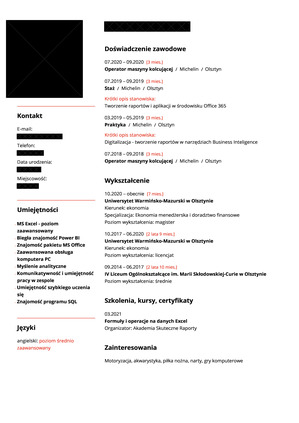 Doświadczenie zawodowe
07.2020 – 09.2020 (3 mies.)
Operator maszyny kolcującej / Michelin / Olsztyn
07.2019 – 09.2019 (3 mies.)
Staż / Michelin / Olsztyn
Krótki opis stanowiska:
Tworzenie raportów i aplikacji w środowisku Office 365
03.2019 – 05.2019 (3 mies.)
Praktyka / Michelin / Olsztyn
Krótki opis stanowiska:
Digitalizacja - tworzenie raportów w narzędziach Business Inteligence
07.2018 – 09.2018 (3 mies.)
Operator maszyny kolcującej / Michelin / Olsztyn
Wykształcenie
10.2020 – obecnie (7 mies.)
Uniwersytet Warmińsko-Mazurski w Olsztynie
Kierunek: ekonomia
Specjalizacja: Ekonomia menedżerska i doradztwo finansowe
Poziom wykształcenia: magister
10.2017 – 06.2020 (2 lata 9 mies.)
Uniwersytet Warmińsko-Mazurski w Olsztynie
Kierunek: ekonomia
Poziom wykształcenia: licencjat
09.2014 – 06.2017 (2 lata 10 mies.)
IV Liceum Ogólnokształcące im. Marii Skłodowskiej-Curie w Olsztynie
Poziom wykształcenia: średnie
Szkolenia, kursy, certyfikaty
03.2021
Formuły i operacje na danych Excel
Organizator: Akademia Skuteczne Raporty
Zainteresowania
Motoryzacja, akwarystyka, piłka nożna, narty, gry komputerowe
Kontakt
E-mail:
Telefon:
Data urodzenia:
Miejscowość:
Umiejętności
MS Excel - poziom
zaawansowany
Biegła znajomość Power BI
Znajomość pakietu MS Office
Zaawansowana obsługa
komputera PC
Myślenie analityczne
Komunikatywność i umiejętność
pracy w zespole
Umiejętność szybkiego uczenia
się
Znajomość programu SQL
Języki
angielski: poziom średnio
zaawansowany